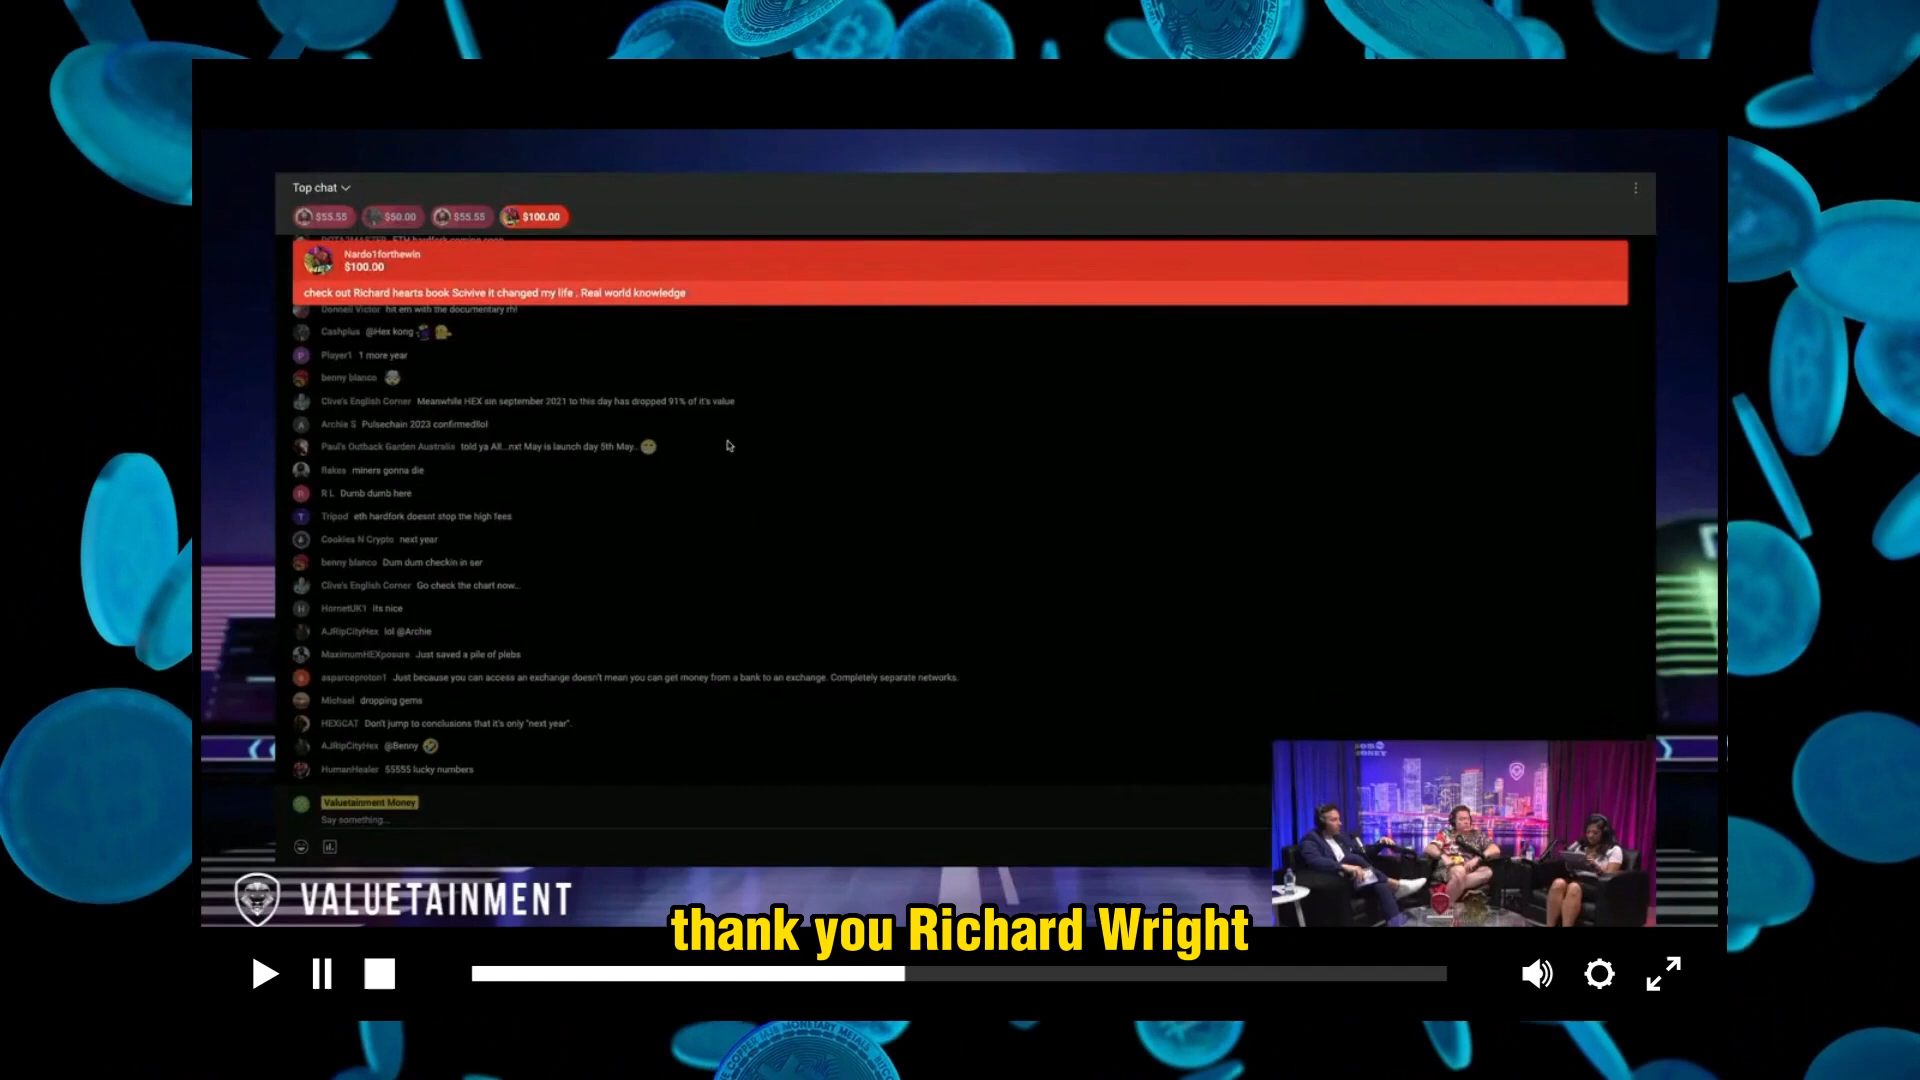 Top chat
$55.55 $50.00 $55.55 $100.00
Nardo1forthewin
$100.00
check out Richard hearts book Scivive it changed my life . Real world knowledge
Donnell Victor hit em with the documentary rh!
Cashplus @Hex kong
P Player1 1 more year
benny blanco
Clive's English Corner Meanwhile HEX sin september 2021 to this day has dropped 91% of it's value
A Archie S Pulsechain 2023 confirmed!lol
Paul's Outback Garden Australia told ya All...nxt May is launch day 5th May..
flakes miners gonna die
R R L Dumb dumb here
T Tripod eth hardfork doesnt stop the high fees
Cookies N Crypto next year
benny blanco Dum dum checkin in sar
Clive's English Corner Go check the chart now...
H HornetUK1 its nice
AJRipCityHex lol @Archie
MaximumHEXposure Just saved a pile of plebs
asparceproton1 Just because you can access an exchange doesn't mean you can get money from a bank to an exchange. Completely separate networks.
Michael dropping gems
HEXiCAT Don't jump to conclusions that it's only "next year".
AJRipCityHex @Benny
HumanHealer 55555 lucky numbers
Valuetainment Money
Say something...
VALUETAINMENT
thank you Richard Wright